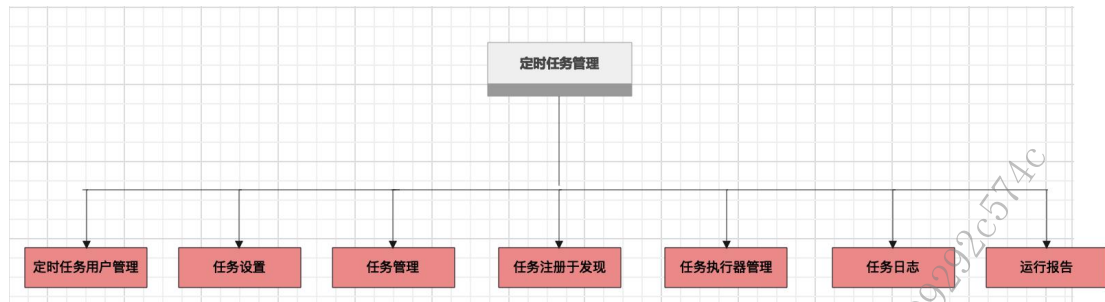 定时任务管理
定时任务用户管理
任务设置
任务管理
任务注册于发现
任务执行器管理
任务日志
运行报告
9292c574c